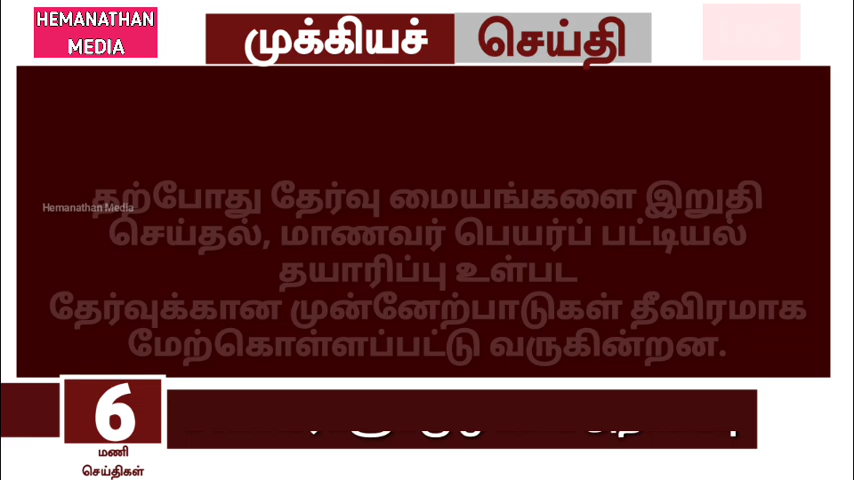 HEMANATHAN
MEDIA
முக்கியச் செய்தி
தற்போது தேர்வு மையங்களை இறுதி
Hemanathan Media
செய்தல், மாணவர் பெயர்ப் பட்டியல்
தயாரிப்பு உள்பட
தேர்வுக்கான முன்னேற்பாடுகள் தீவிரமாக
மேற்கொள்ளப்பட்டு வருகின்றன.
6
மணி
செய்திகள்